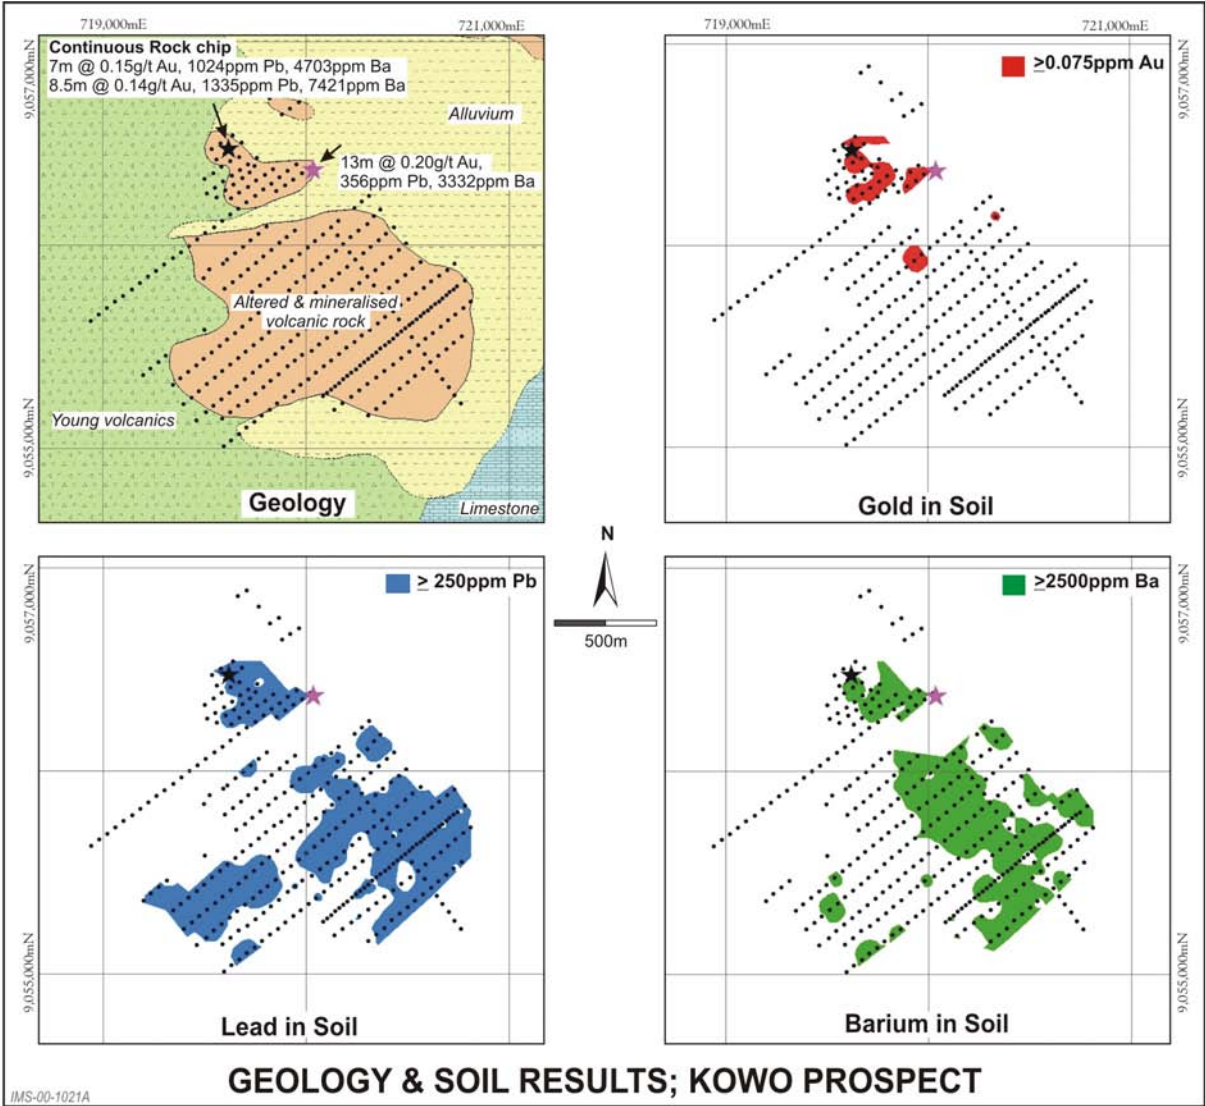 719,000mE
721,000mE
719,000mE
721,000mE
9,057,000mN
9,055,000mN
Continuous Rock chip
7m @ 0.15g/t Au, 1024ppm Pb, 4703ppm Ba
8.5m @ 0.14g/t Au, 1335ppm Pb, 7421ppm Ba
Alluvium
13m @ 0.20g/t Au,
356ppm Pb, 3332ppm Ba
Altered & mineralised
volcanic rock
Young volcanics
Geology
Limestone
≥0.075ppm Au
9,057,000mN
9,055,000mN
Gold in Soil
N
500m
9,057,000mN
9,055,000mN
≥ 250ppm Pb
Lead in Soil
≥2500ppm Ba
9,057,000mN
9,055,000mN
Barium in Soil
GEOLOGY & SOIL RESULTS; KOWO PROSPECT
IMS-00-1021A